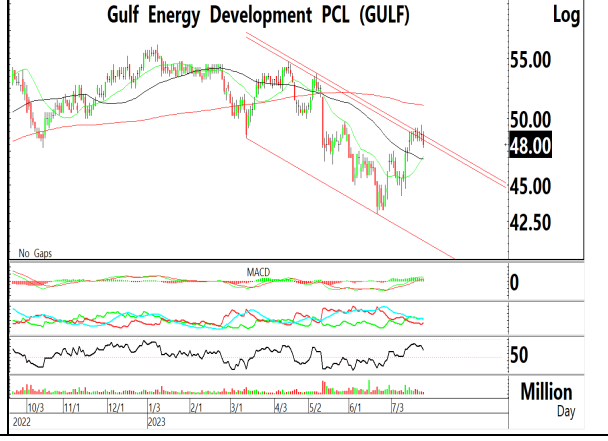 Gulf Energy Development PCL (GULF)
Log
55.00
50.00
48.00
45.00
42.50
No Gaps
MACD
0
50
Million
Day
10/3 11/1 12/1 1/3 2/1 3/1 4/3 5/2 6/1 7/3
2022 2023